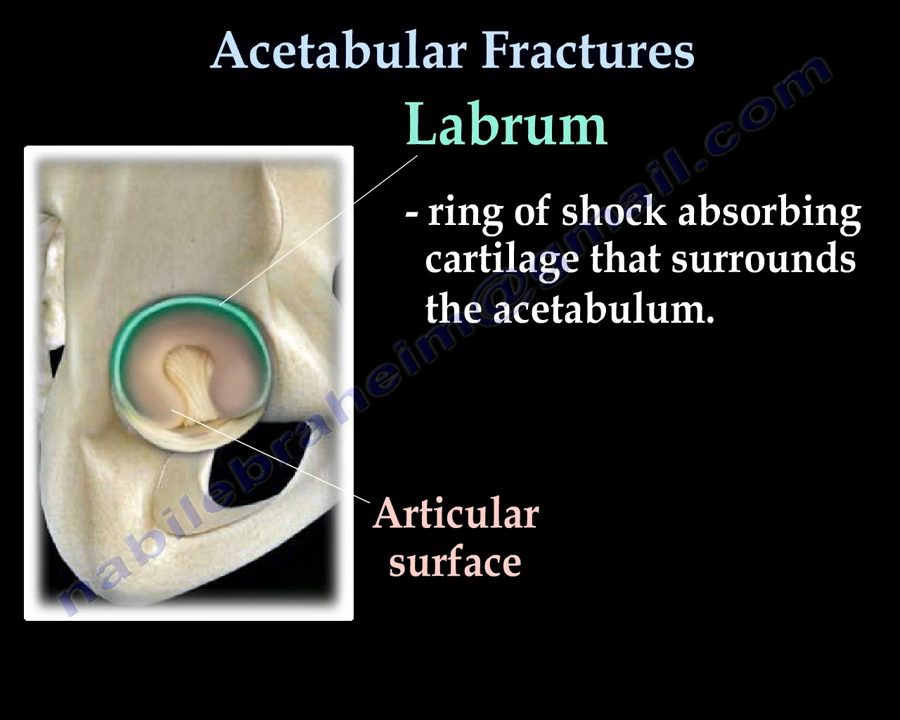 Acetabular Fractures
Labrum
- ring of shock absorbing
cartilage that surrounds
the acetabulum.
Articular
surface
nabilebraheim@gmail.com